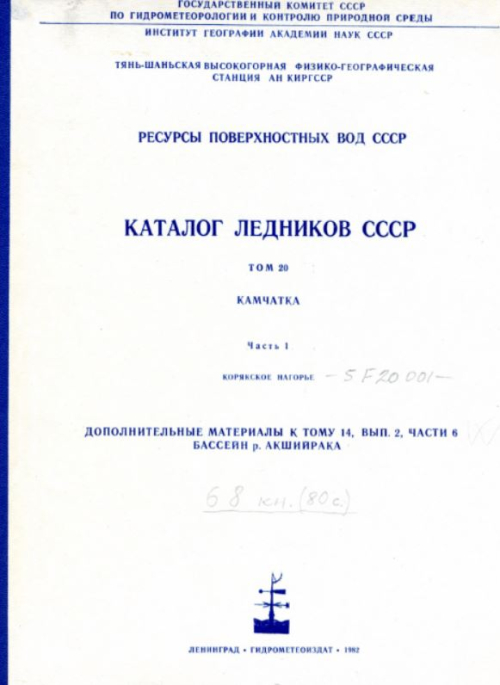 ГОСУДАРСТВЕННЫЙ КОМИТЕТ СССР
ПО ГИДРОМЕТЕОРОЛОГИИ И КОНТРОЛЮ ПРИРОДНОЙ СРЕДЫ
ИНСТИТУТ ГЕОГРАФИИ АКАДЕМИИ НАУК СССР
ТЯНЬ-ШАНЬСКАЯ ВЫСОКОГОРНАЯ ФИЗИКО-ГЕОГРАФИЧЕСКАЯ
СТАНЦИЯ АН КИРГССР
РЕСУРСЫ ПОВЕРХНОСТНЫХ ВОД СССР
КАТАЛОГ ЛЕДНИКОВ СССР
ТОМ 20
КАМЧАТКА
Часть 1
КОРЯКСКОЕ НАГОРЬЕ – SF20 001 –
ДОПОЛНИТЕЛЬНЫЕ МАТЕРИАЛЫ К ТОМУ 14, ВЫП. 2, ЧАСТИ 6
БАССЕЙН р. АКШИЙРАКА
68 кн. (80 с.)
ЛЕНИНГРАД • ГИДРОМЕТЕОИЗДАТ • 1982